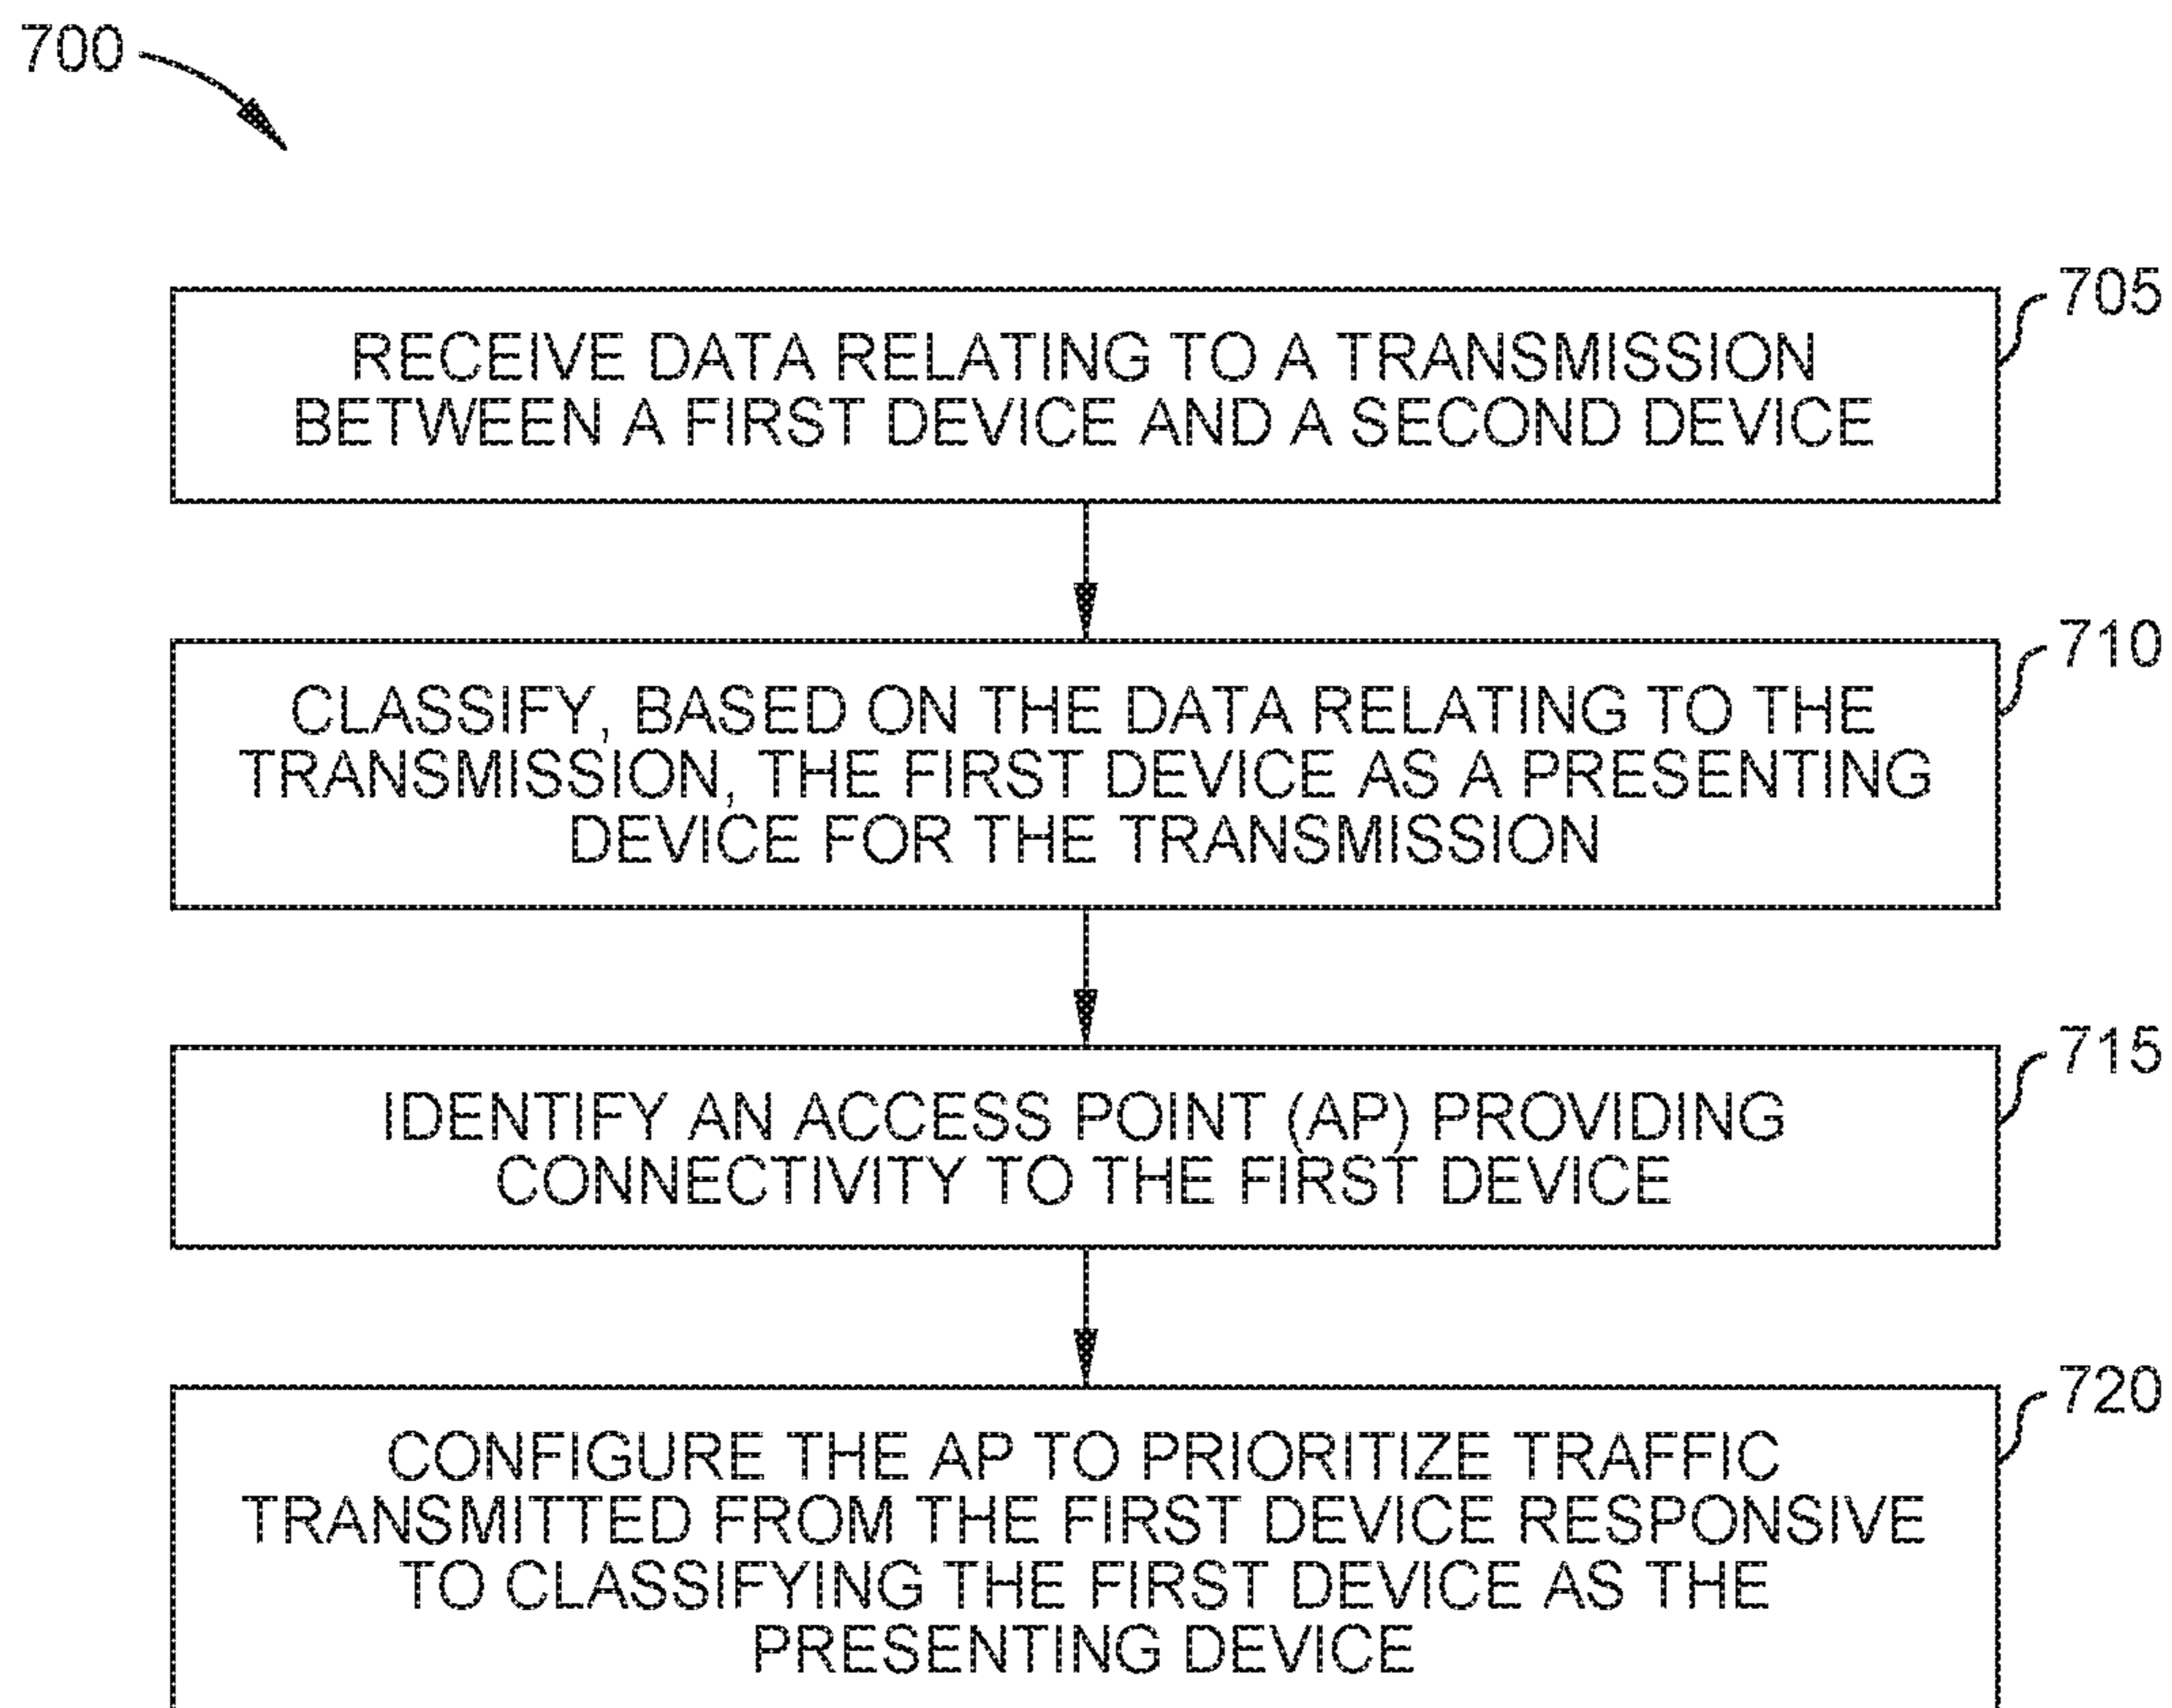 700
705
RECEIVE DATA RELATING TO A TRANSMISSION
BETWEEN A FIRST DEVICE AND A SECOND DEVICE
710
CLASSIFY, BASED ON THE DATA RELATING TO THE
TRANSMISSION, THE FIRST DEVICE AS A PRESENTING
DEVICE FOR THE TRANSMISSION
715
IDENTIFY AN ACCESS POINT (AP) PROVIDING
CONNECTIVITY TO THE FIRST DEVICE
720
CONFIGURE THE AP TO PRIORITIZE TRAFFIC
TRANSMITTED FROM THE FIRST DEVICE RESPONSIVE
TO CLASSIFYING THE FIRST DEVICE AS THE
PRESENTING DEVICE